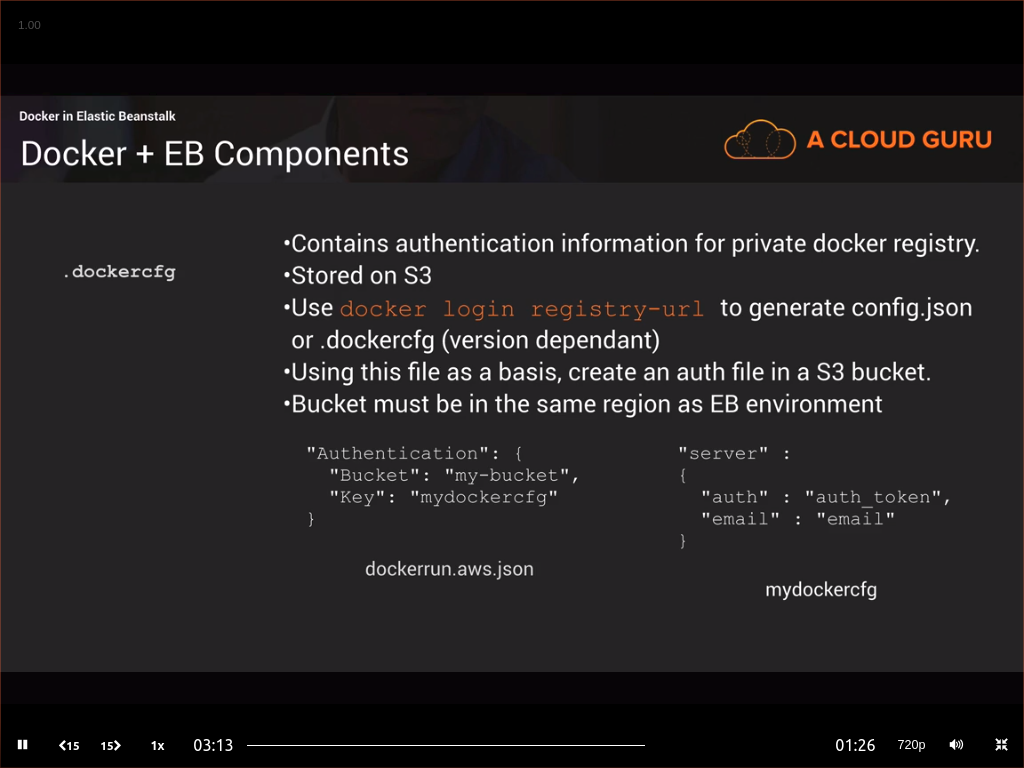 1.00
Docker in Elastic Beanstalk
Docker + EB Components
A CLOUD GURU
.dockercfg
•Contains authentication information for private docker registry.
•Stored on S3
•Use docker login registry-url to generate config.json
or .dockercfg (version dependant)
•Using this file as a basis, create an auth file in a S3 bucket.
•Bucket must be in the same region as EB environment
"Authentication": {
"Bucket": "my-bucket",
"Key": "mydockercfg"
}
dockerrun.aws.json
"server" :
{
"auth" : "auth_token",
"email" : "email"
}
mydockercfg
15 15 1x 03:13 01:26 720p